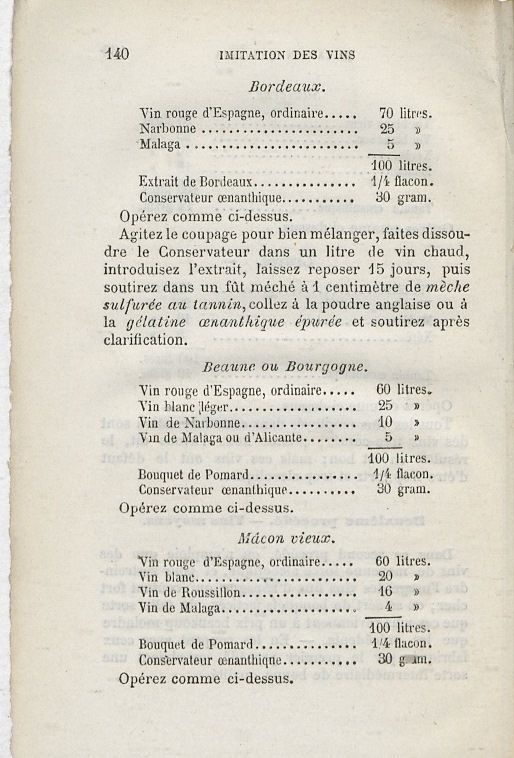 140 IMITATION DES VINS
Bordeaux.
Vin rouge d'Espagne, ordinaire..... 70 litres.
Narbonne ....................... 25 »
Malaga .......................... 5 »
100 litres.
Extrait de Bordeaux............... 1/4 flacon.
Conservateur œnanthique........... 30 gram.
Opérez comme ci-dessus.
Agitez le coupage pour bien mélanger, faites dissou-
dre le Conservateur dans un litre de vin chaud,
introduisez l'extrait, laissez reposer 15 jours, puis
soutirez dans un fût méché à 1 centimètre de mèche
sulfurée au tannin, collez à la poudre anglaise ou à
la gélatine œnanthique épurée et soutirez après
clarification.
Beaune ou Bourgogne.
Vin rouge d'Espagne, ordinaire..... 60 litres.
Vin blanc léger................... 25 »
Vin de Narbonne................. 10 »
Vin de Malaga ou d'Alicante........ 5 »
100 litres.
Bouquet de Pomard................ 1/4 flacon.
Conservateur œnanthique.......... 30 gram.
Opérez comme ci-dessus.
Mâcon vieux.
Vin rouge d'Espagne, ordinaire..... 60 litres.
Vin blanc........................ 20 »
Vin de Roussillon................. 16 »
Vin de Malaga.................... 4 »
100 litres.
Bouquet de Pomard................ 1/4 flacon.
Conservateur œnanthique........... 30 gram.
Opérez comme ci-dessus.